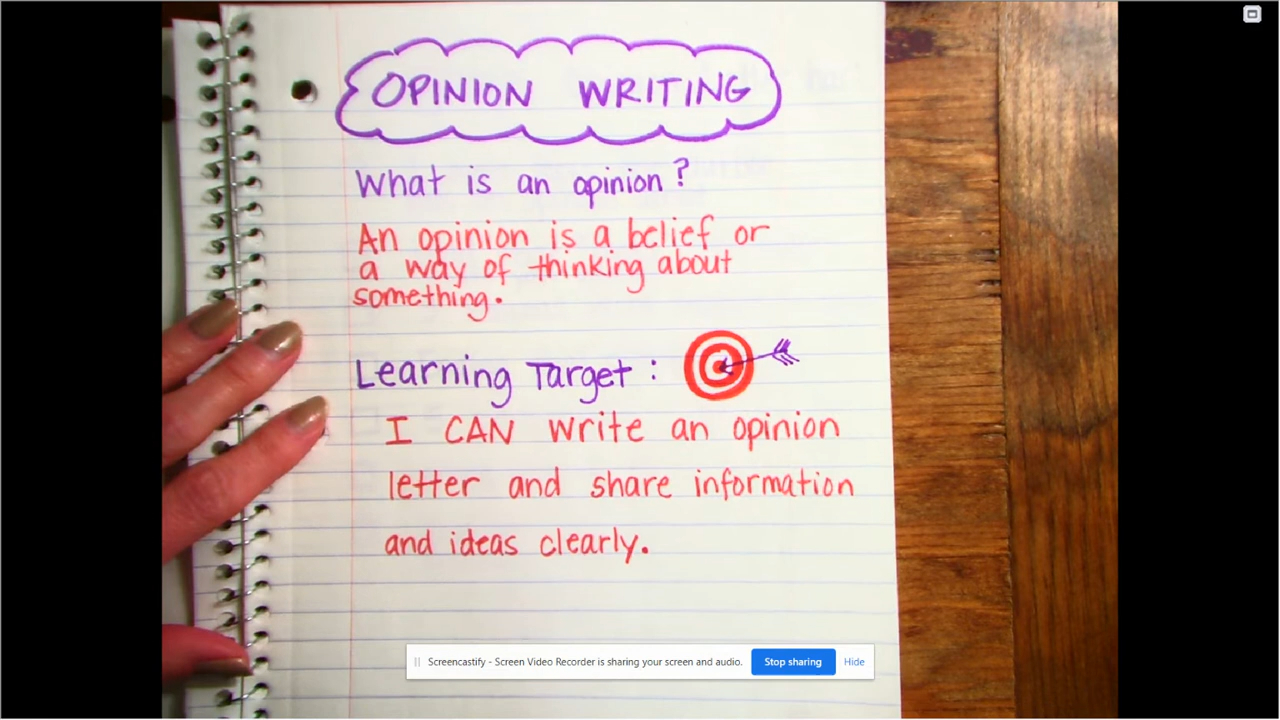 OPINION WRITING
What is an opinion?
An opinion is a belief or
a way of thinking about
something.
Learning Target:
I CAN write an opinion
letter and share information
and ideas clearly.
Screencastify - Screen Video Recorder is sharing your screen and audio. Stop sharing Hide